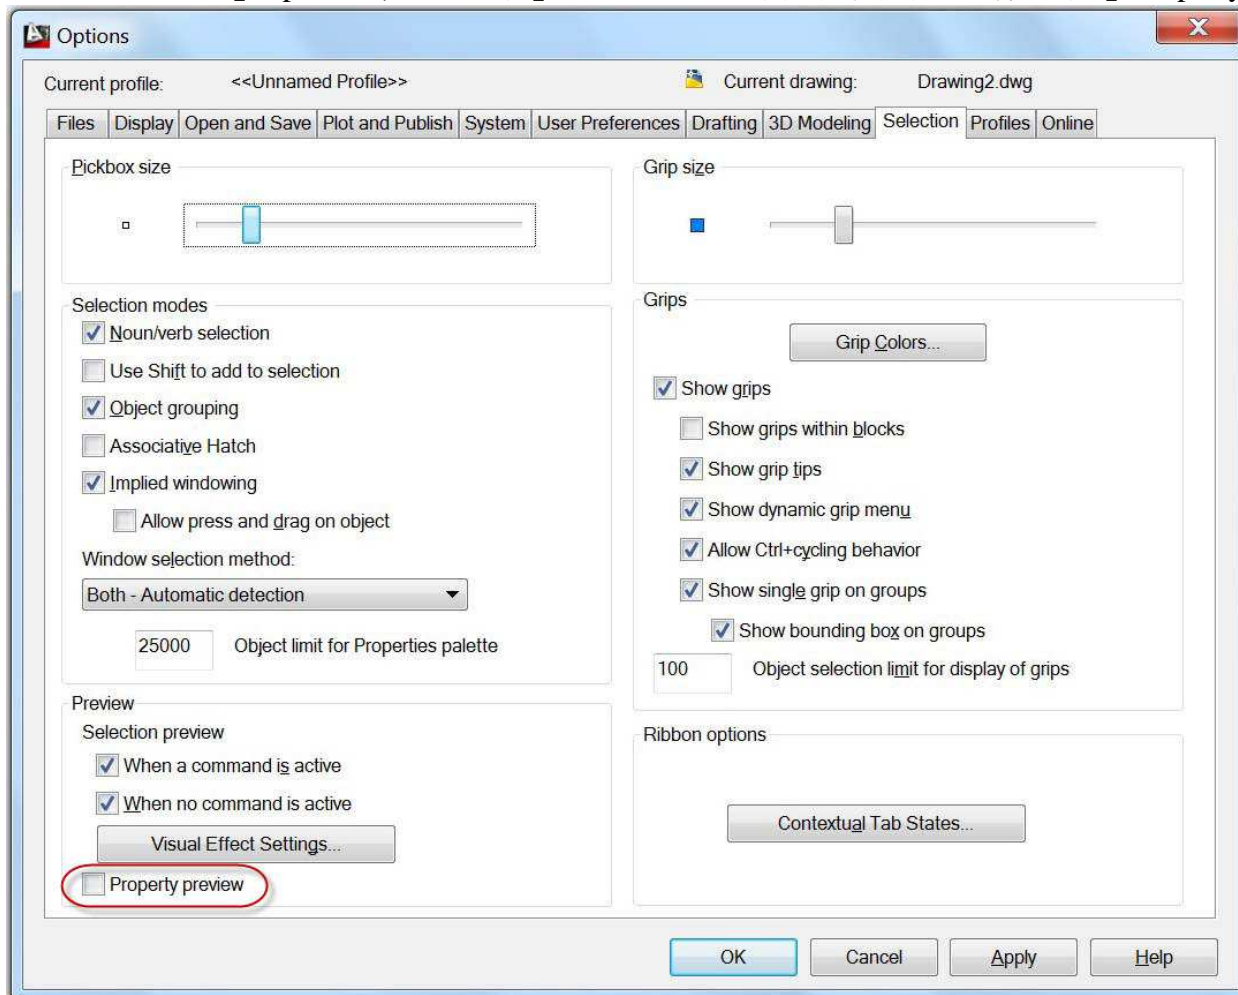 Options
Current profile: <<Unnamed Profile>> Current drawing: Drawing2.dwg
Files Display Open and Save Plot and Publish System User Preferences Drafting 3D Modeling Selection Profiles Online
Pickbox size
Grip size
Selection modes
Noun/verb selection
Use Shift to add to selection
Object grouping
Associative Hatch
Implied windowing
Allow press and drag on object
Window selection method:
Both - Automatic detection
25000 Object limit for Properties palette
Preview
Selection preview
When a command is active
When no command is active
Visual Effect Settings...
Property preview
Grips
Grip Colors...
Show grips
Show grips within blocks
Show grip tips
Show dynamic grip menu
Allow Ctrl+cycling behavior
Show single grip on groups
Show bounding box on groups
100 Object selection limit for display of grips
Ribbon options
Contextual Tab States...
OK Cancel Apply Help